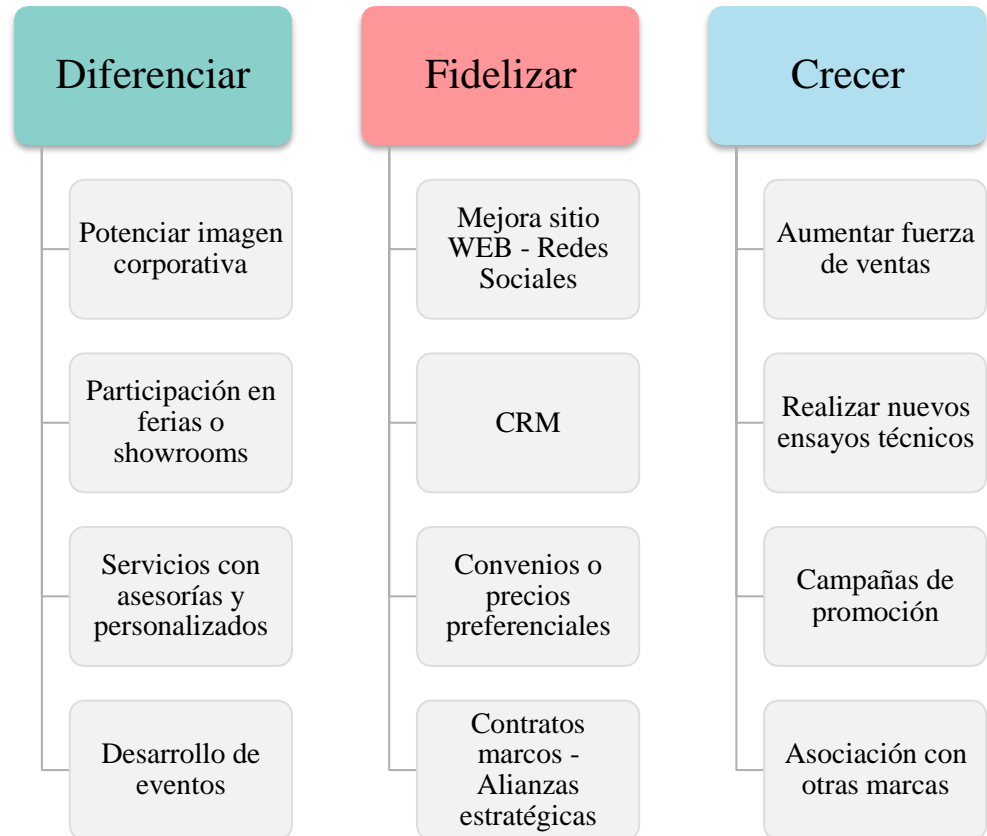 Diferenciar
Potenciar imagen
corporativa
Participación en
ferias o
showrooms
Servicios con
asesorías y
personalizados
Desarrollo de
eventos
Fidelizar
Mejora sitio
WEB - Redes
Sociales
CRM
Convenios o
precios
preferenciales
Contratos
marcos -
Alianzas
estratégicas
Crecer
Aumentar fuerza
de ventas
Realizar nuevos
ensayos técnicos
Campañas de
promoción
Asociación con
otras marcas